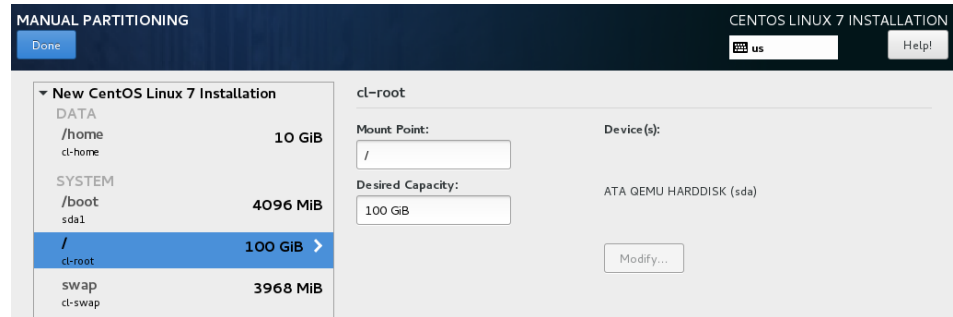 MANUAL PARTITIONING
CENTOS LINUX 7 INSTALLATION
Done
us
Help!
New CentOS Linux 7 Installation
DATA
/home
10 GiB
cl-home
SYSTEM
/boot
4096 MiB
sda1
/
100 GiB
cl-root
swap
3968 MiB
cl-swap
cl-root
Mount Point:
/
Desired Capacity:
100 GiB
Device(s):
ATA QEMU HARDDISK (sda)
Modify...